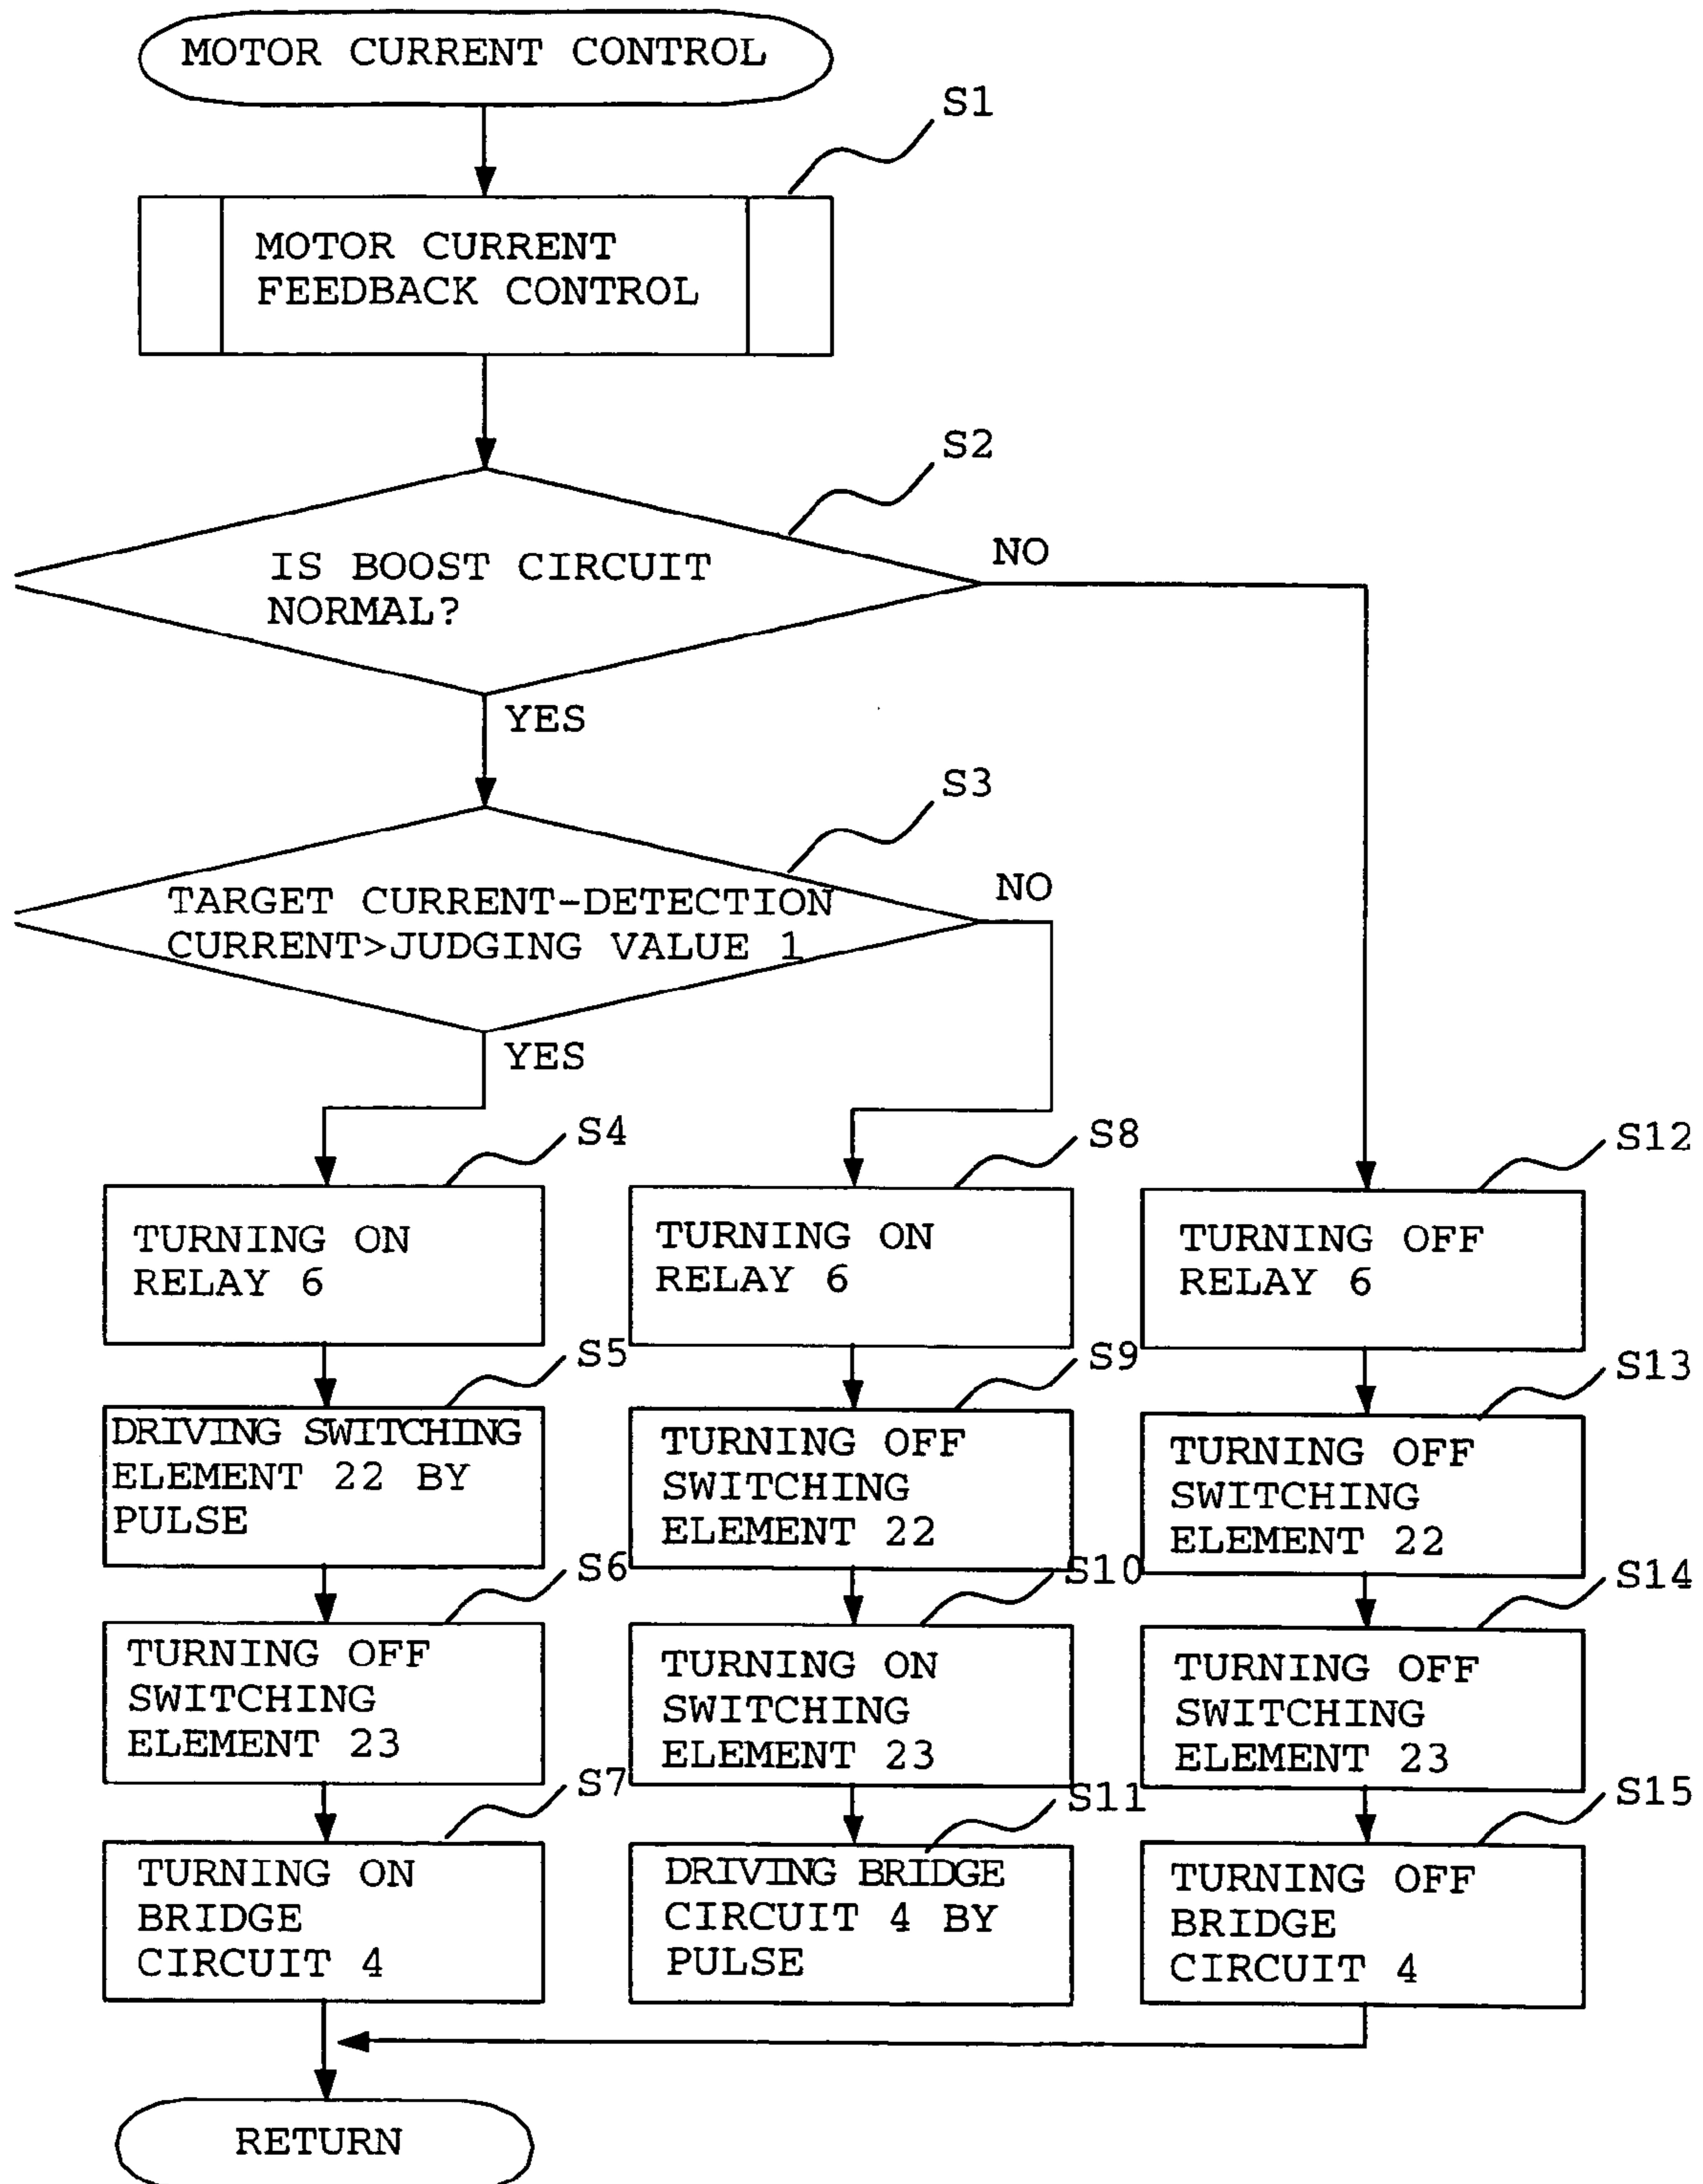 MOTOR CURRENT CONTROL
S1
MOTOR CURRENT
FEEDBACK CONTROL
S2
IS BOOST CIRCUIT
NORMAL?
NO
YES
S3
TARGET CURRENT-DETECTION
CURRENT>JUDGING VALUE 1
NO
YES
S4
TURNING ON
RELAY 6
S5
DRIVING SWITCHING
ELEMENT 22 BY
PULSE
S6
TURNING OFF
SWITCHING
ELEMENT 23
S7
TURNING ON
BRIDGE
CIRCUIT 4
S8
TURNING ON
RELAY 6
S9
TURNING OFF
SWITCHING
ELEMENT 22
S10
TURNING ON
SWITCHING
ELEMENT 23
S11
DRIVING BRIDGE
CIRCUIT 4 BY
PULSE
S12
TURNING OFF
RELAY 6
S13
TURNING OFF
SWITCHING
ELEMENT 22
S14
TURNING OFF
SWITCHING
ELEMENT 23
S15
TURNING OFF
BRIDGE
CIRCUIT 4
RETURN